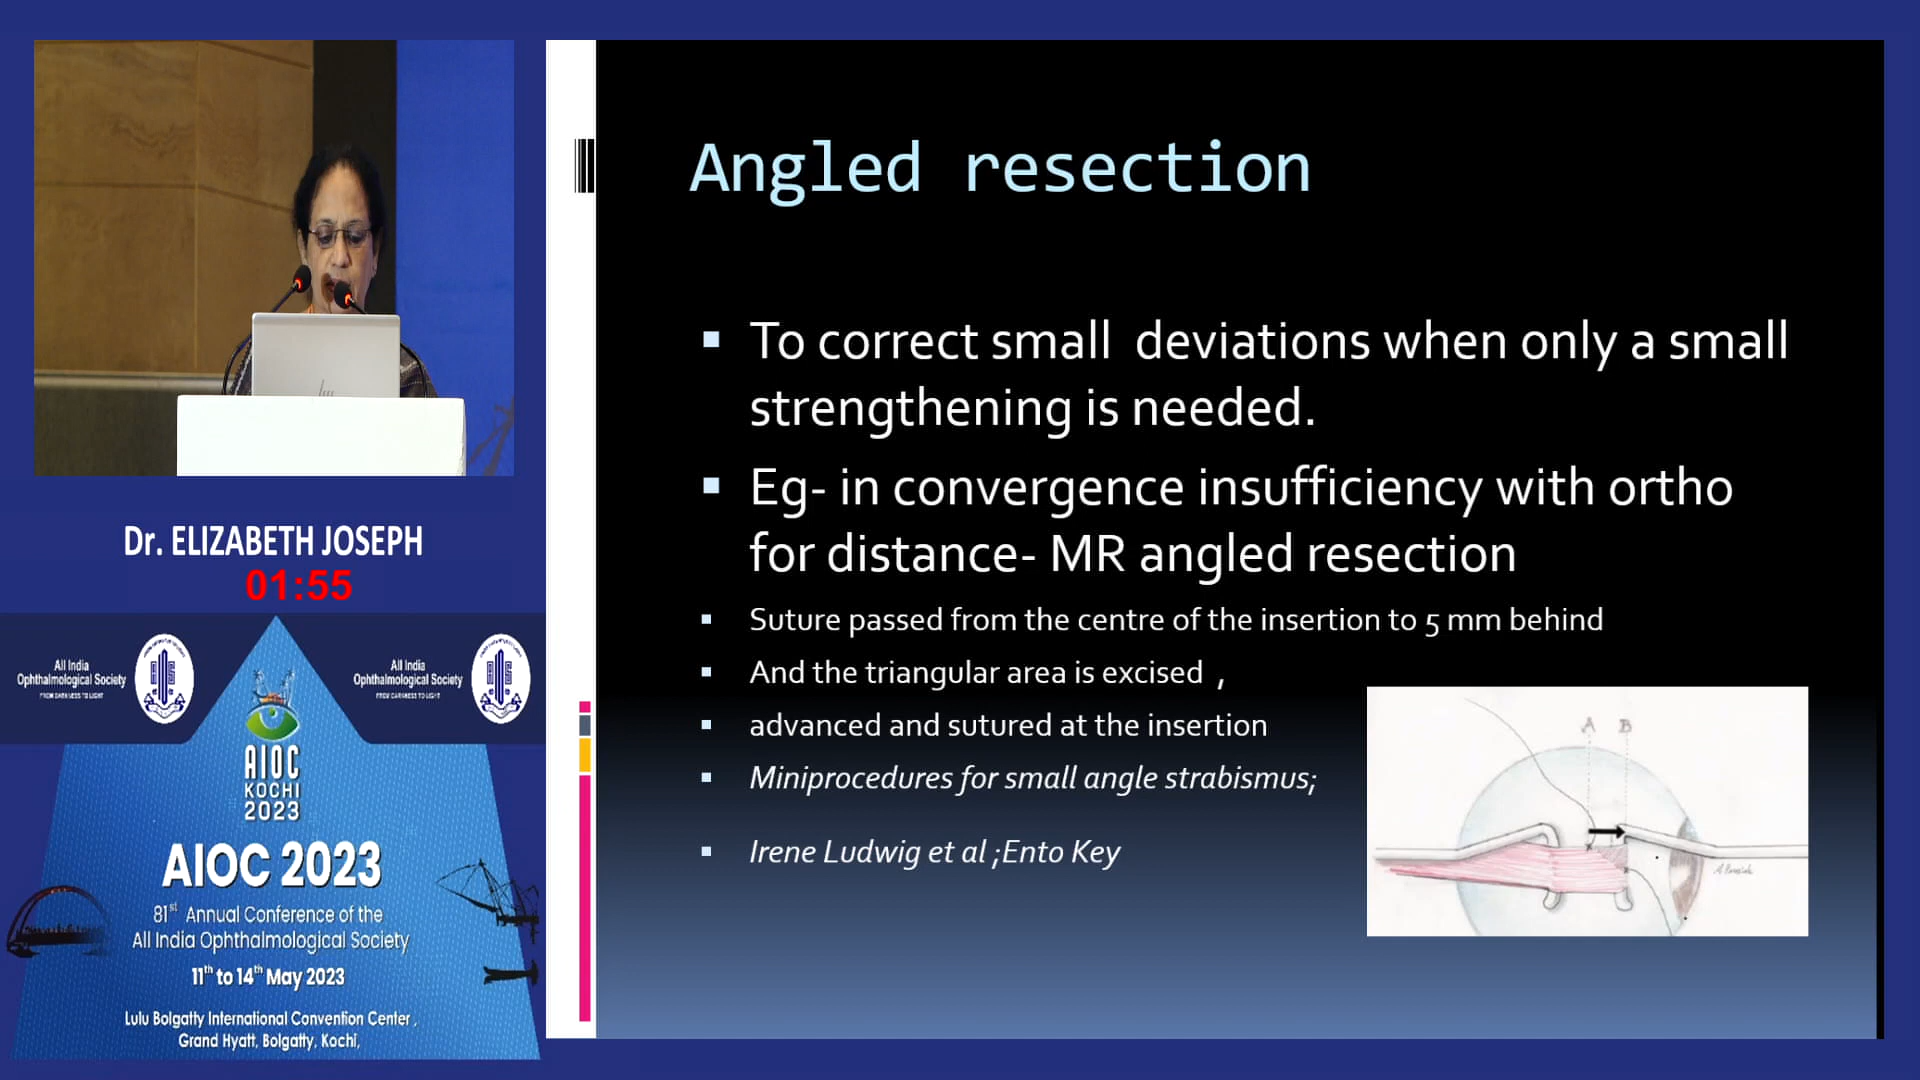 Angled resection
To correct small deviations when only a small
strengthening is needed.
Eg- in convergence insufficiency with ortho
for distance- MR angled resection
Suture passed from the centre of the insertion to 5 mm behind
And the triangular area is excised ,
advanced and sutured at the insertion
Miniprocedures for small angle strabismus;
Irene Ludwig et al ;Ento Key
A B
Dr. ELIZABETH JOSEPH
01:55
All India
Ophthalmological Society
FROM DARKNESS TO LIGHT
All India
Ophthalmological Society
FROM DARKNESS TO LIGHT
AIOC
KOCHI
2023
AIOC 2023
81st Annual Conference of the
All India Ophthalmological Society
11th to 14th May 2023
Lulu Bolgatty International Convention Center ,
Grand Hyatt, Bolgatty, Kochi,